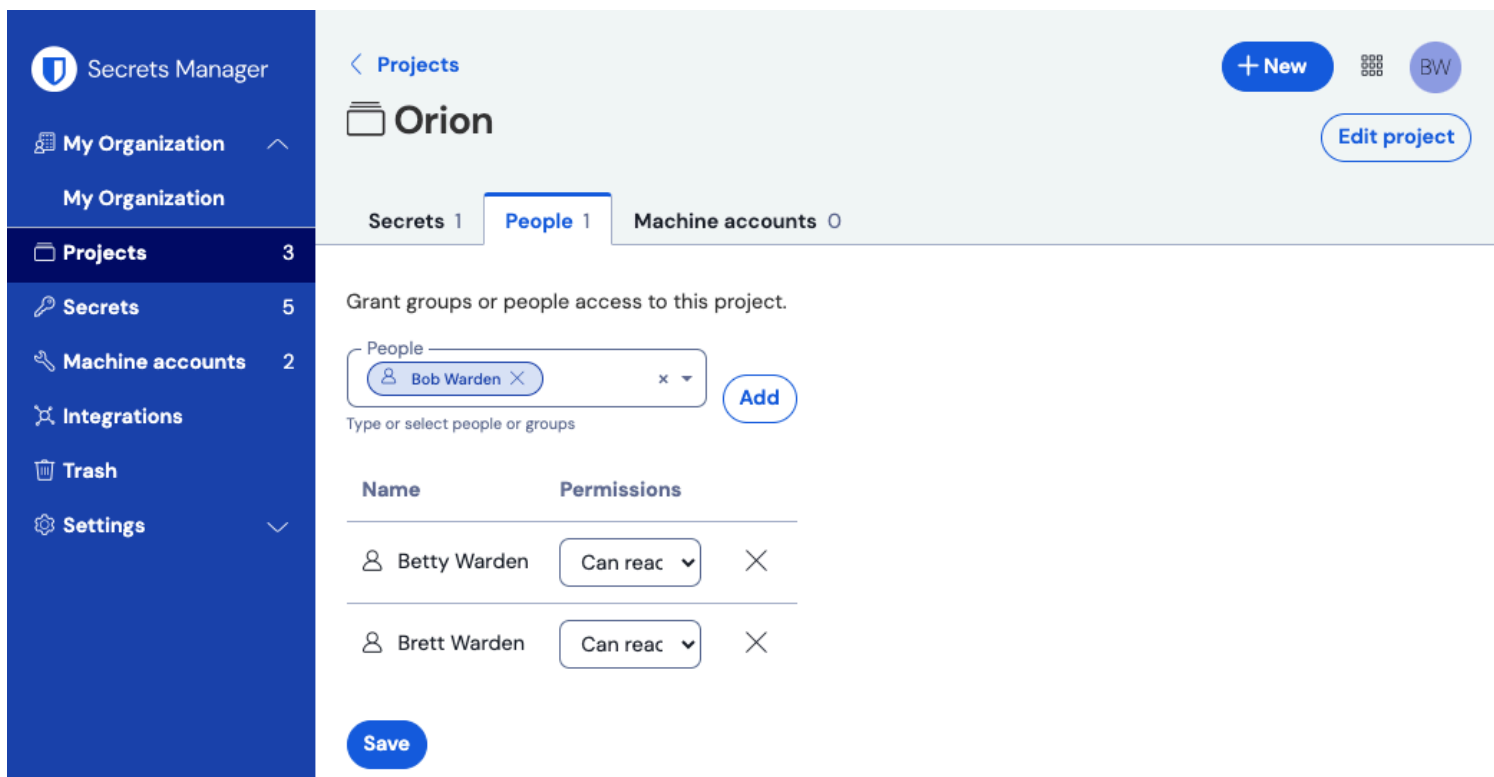 Secrets Manager
My Organization
My Organization
Projects 3
Secrets 5
Machine accounts 2
Integrations
Trash
Settings
Projects
+ New
BW
Orion
Edit project
Secrets 1
People 1
Machine accounts 0
Grant groups or people access to this project.
People
Bob Warden
Add
Type or select people or groups
Name Permissions
Betty Warden Can read
Brett Warden Can read
Save